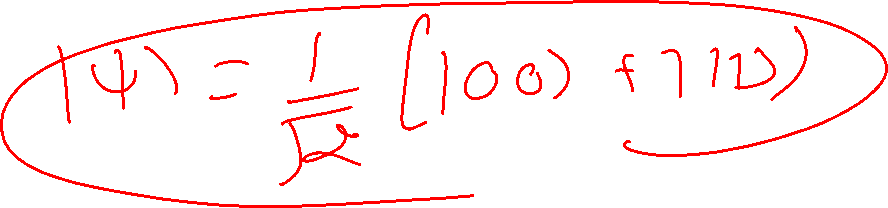 |ψ⟩ = 1/√2 (|00⟩ + |11⟩)